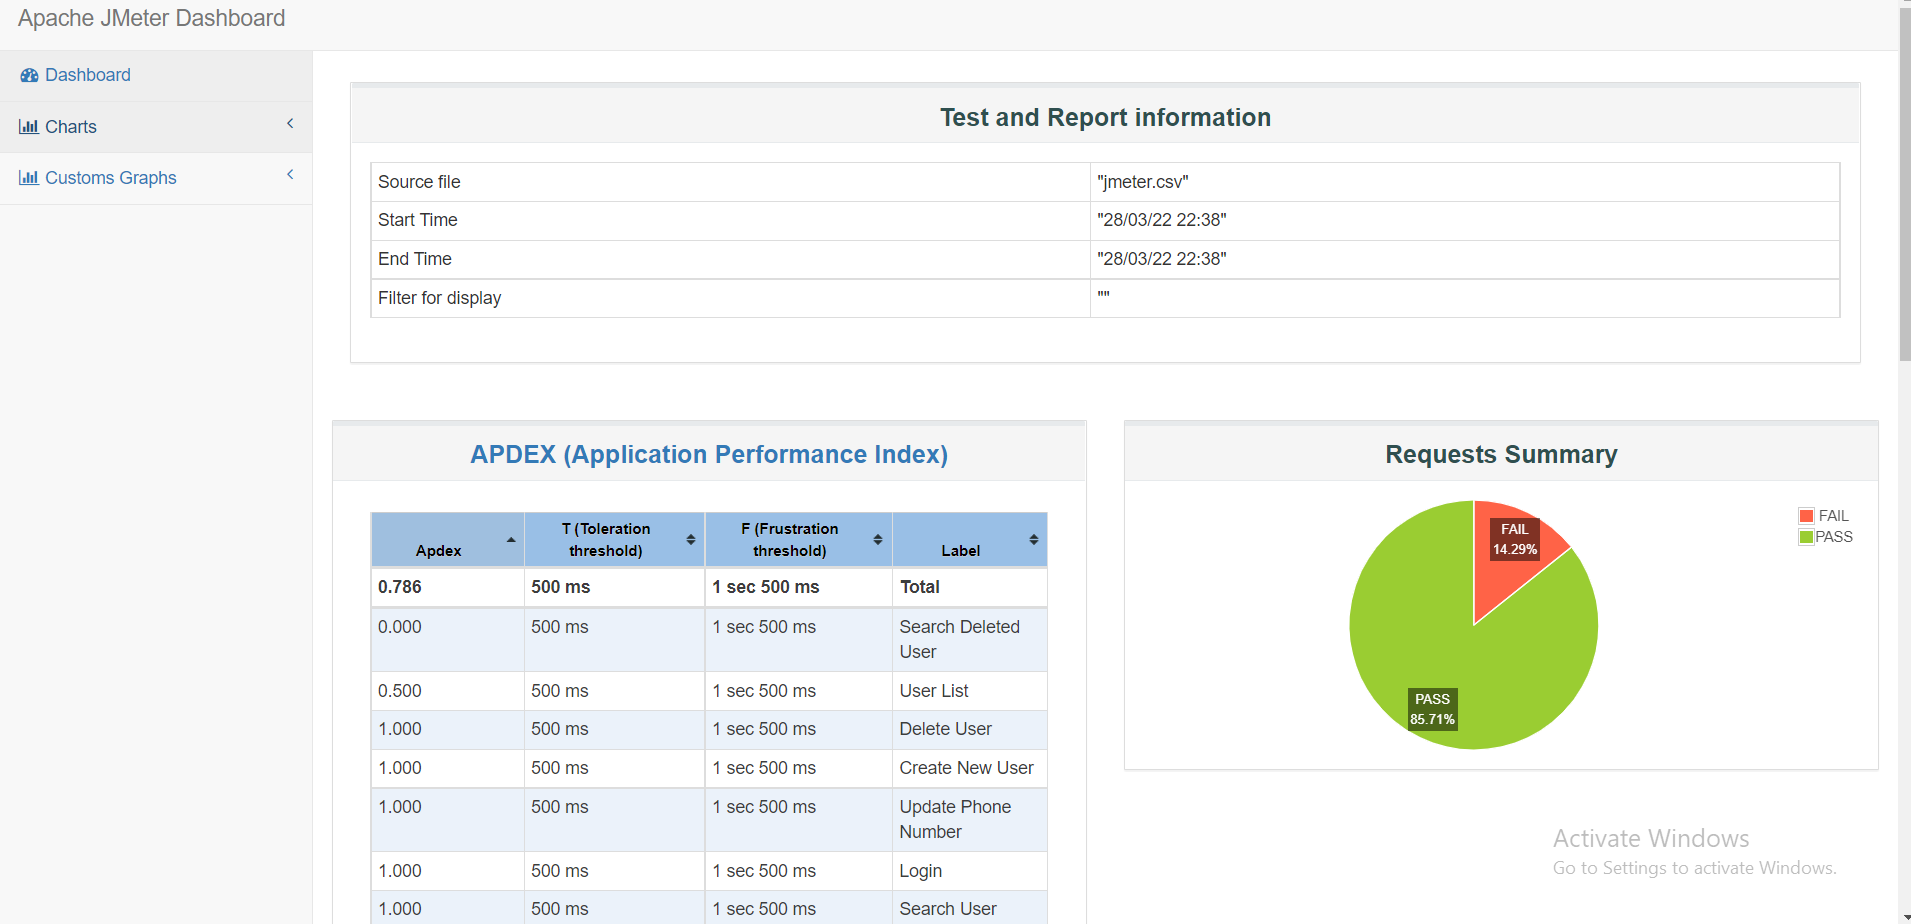 Apache JMeter Dashboard
Dashboard
Charts
Customs Graphs
Test and Report information
Source file "jmeter.csv"
Start Time "28/03/22 22:38"
End Time "28/03/22 22:38"
Filter for display ""
APDEX (Application Performance Index)
Apdex T (Toleration threshold) F (Frustration threshold) Label
0.786 500 ms 1 sec 500 ms Total
0.000 500 ms 1 sec 500 ms Search Deleted User
0.500 500 ms 1 sec 500 ms User List
1.000 500 ms 1 sec 500 ms Delete User
1.000 500 ms 1 sec 500 ms Create New User
1.000 500 ms 1 sec 500 ms Update Phone Number
1.000 500 ms 1 sec 500 ms Login
1.000 500 ms 1 sec 500 ms Search User
Requests Summary
FAIL
14.29%
PASS
85.71%
FAIL
PASS
Activate Windows
Go to Settings to activate Windows.